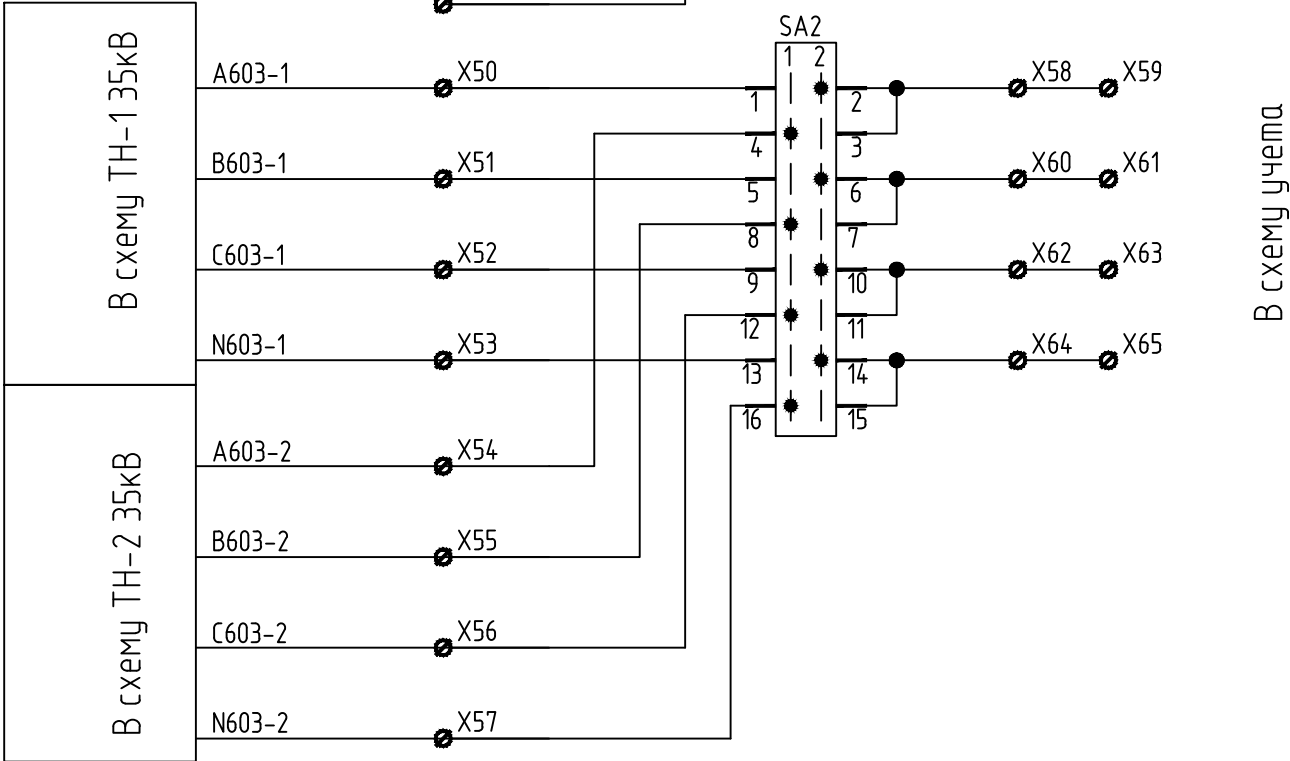 SA2
1 2
В схему ТН-1 35кВ
A603-1 X50 1 2 X58 X59
4 3
B603-1 X51 5 6 X60 X61
8 7
C603-1 X52 9 10 X62 X63
12 11
N603-1 X53 13 14 X64 X65
16 15
В схему учета
В схему ТН-2 35кВ
A603-2 X54
B603-2 X55
C603-2 X56
N603-2 X57